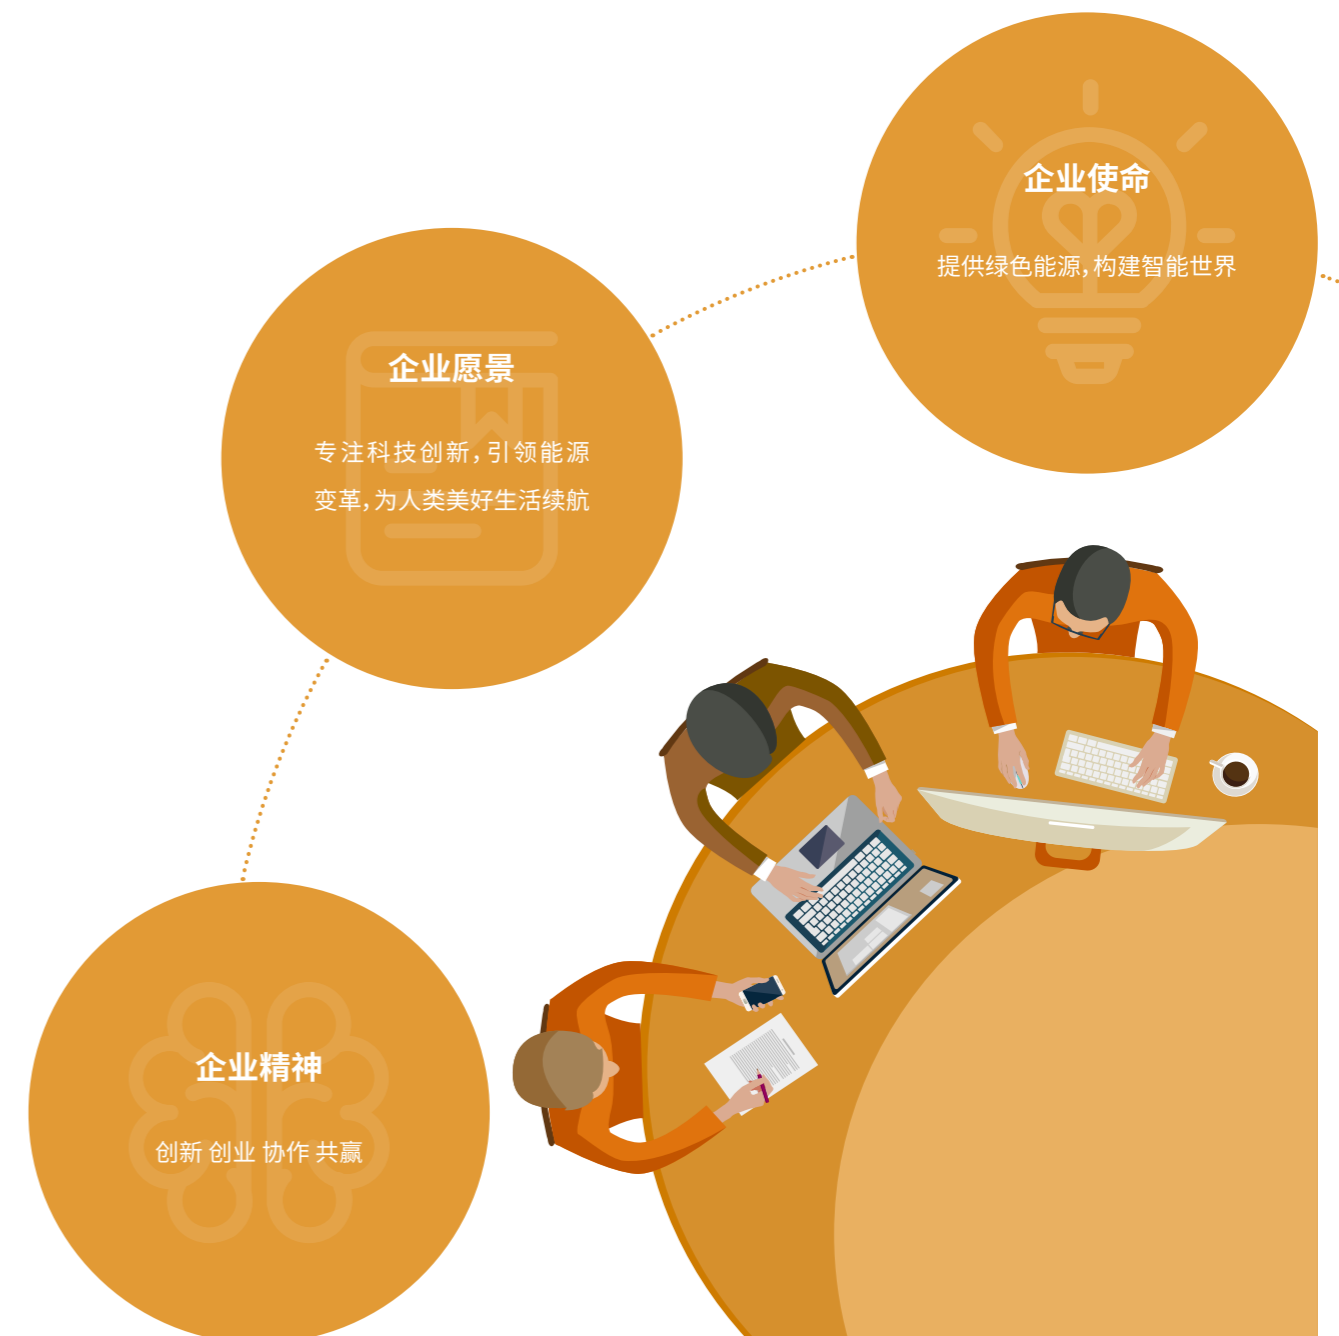 企业使命
提供绿色能源，构建智能世界
企业愿景
专注科技创新，引领能源
变革，为人类美好生活续航
企业精神
创新 创业 协作 共赢